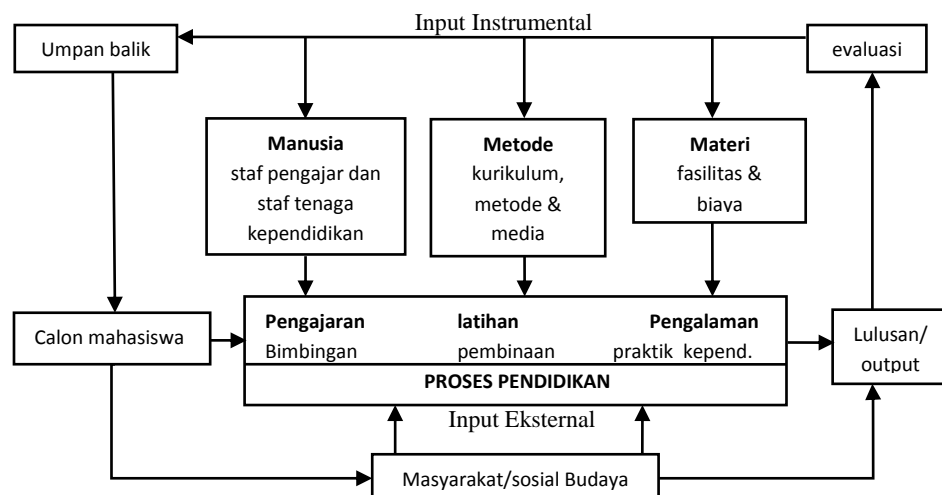 Input Instrumental
Umpan balik
evaluasi
Manusia
staf pengajar dan
staf tenaga
kependidikan
Metode
kurikulum,
metode &
media
Materi
fasilitas &
biaya
Calon mahasiswa
Pengajaran latihan Pengalaman
Bimbingan pembinaan praktik kepend.
PROSES PENDIDIKAN
Lulusan/
output
Input Eksternal
Masyarakat/sosial Budaya